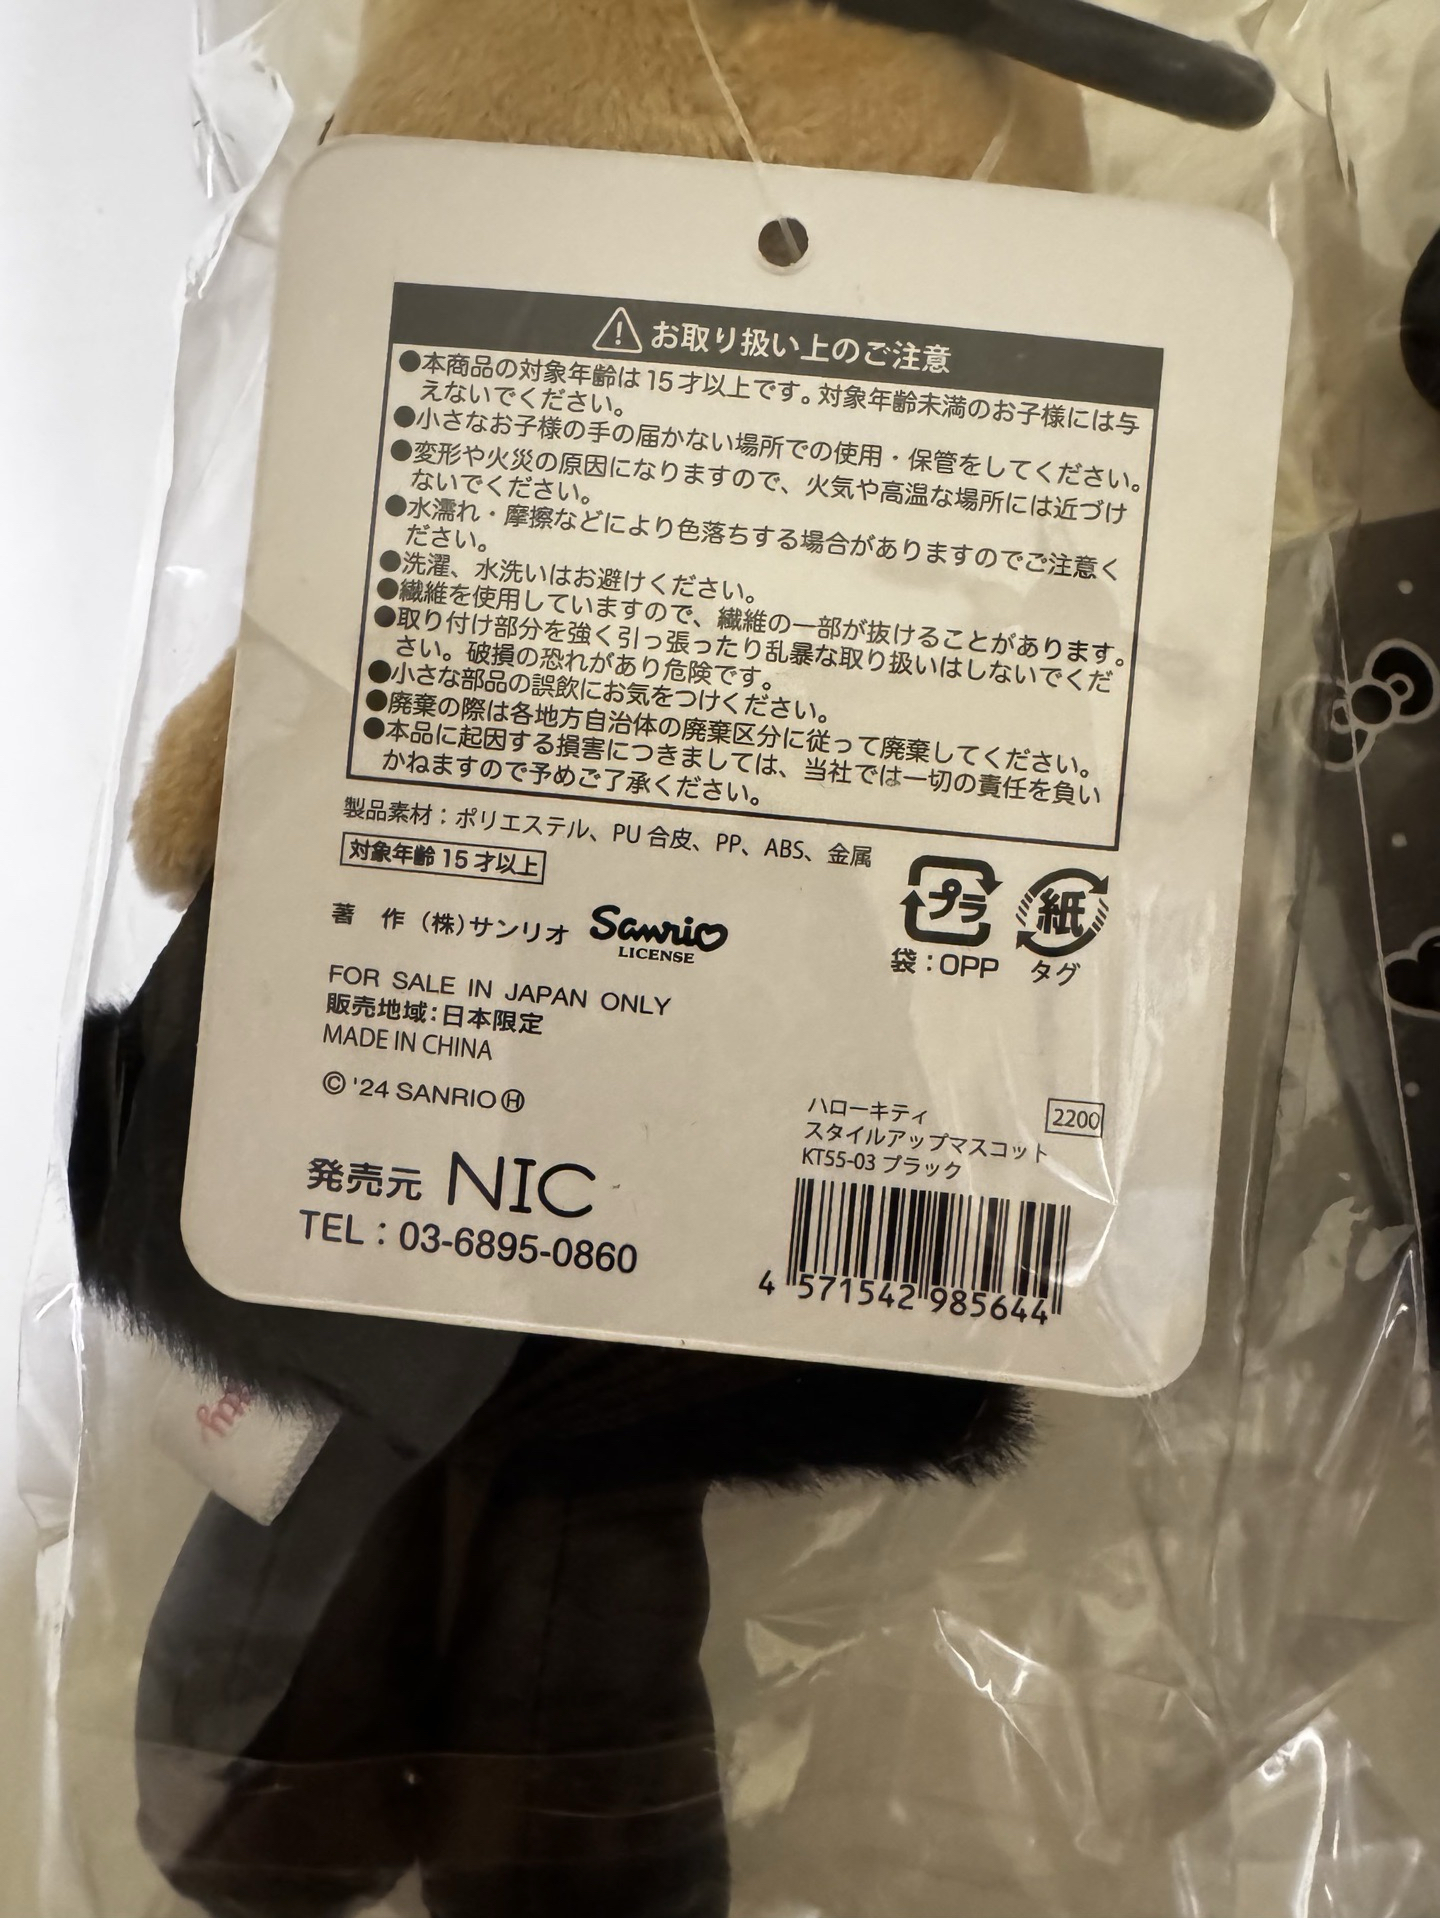 お取り扱い上のご注意
●本商品の対象年齢は15才以上です。対象年齢未満のお子様には与
えないでください。
●小さなお子様の手の届かない場所での使用・保管をしてください。
●変形や火災の原因になりますので、火気や高温な場所には近づけ
ないでください。
●水濡れ・摩擦などにより色落ちする場合がありますのでご注意く
ださい。
●洗濯、水洗いはお避けください。
●繊維を使用していますので、繊維の一部が抜けることがあります。
●取り付け部分を強く引っ張ったり乱暴な取り扱いはしないでくだ
さい。破損の恐れがあり危険です。
●小さな部品の誤飲にお気をつけください。
●廃棄の際は各地方自治体の廃棄区分に従って廃棄してください。
●本品に起因する損害につきましては、当社では一切の責任を負い
かねますので予めご了承ください。
製品素材：ポリエステル、PU合皮、PP、ABS、金属
対象年齢15才以上
プラ
紙
袋：OPP タグ
著 作 (株)サンリオ Sanrio
LICENSE
FOR SALE IN JAPAN ONLY
販売地域：日本限定
MADE IN CHINA
© '24 SANRIO Ⓗ
ハローキティ 2200
スタイルアップマスコット
KT55-03 ブラック
発売元 NIC
TEL：03-6895-0860
4 571542 985644